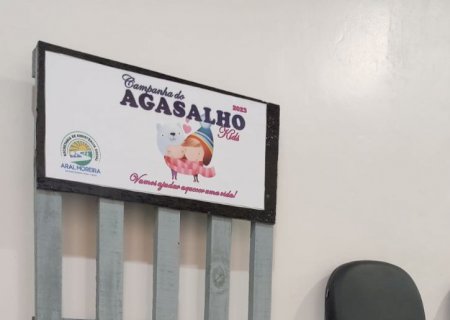 Campanha do
AGASALHO
2023
Kids
ARAL MOREIRA
Vamos ajudar aquecer uma vida!